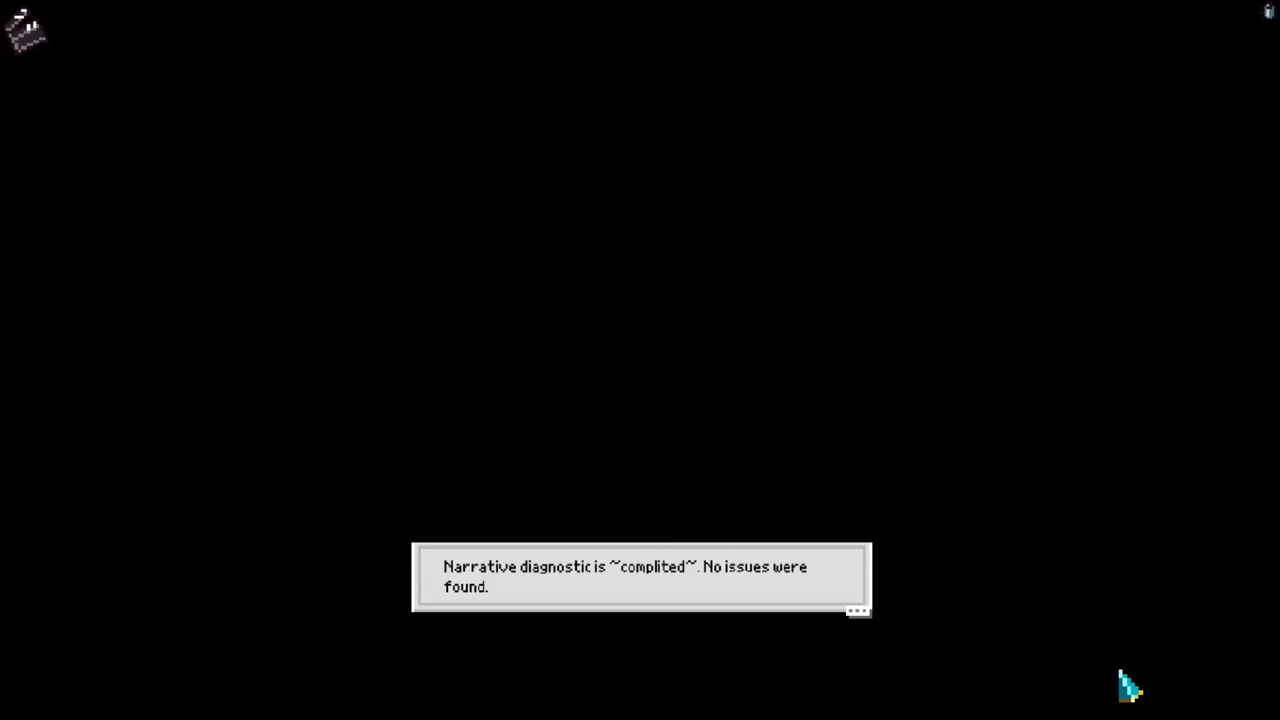 Narrative diagnostic is ~complited~. No issues were
found.